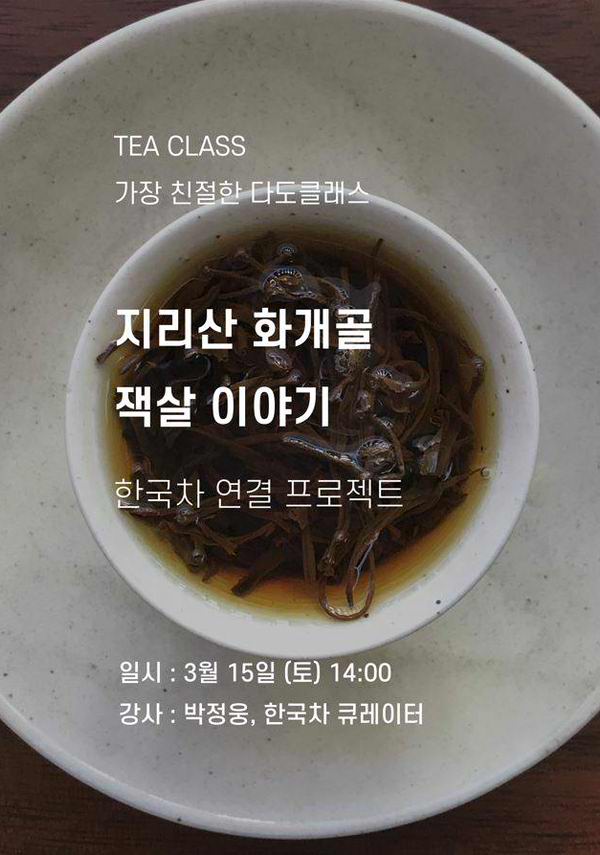 TEA CLASS
가장 친절한 다도클래스
지리산 화개골
잭살 이야기
한국차 연결 프로젝트
일시 : 3월 15일 (토) 14:00
강사 : 박정웅, 한국차 큐레이터